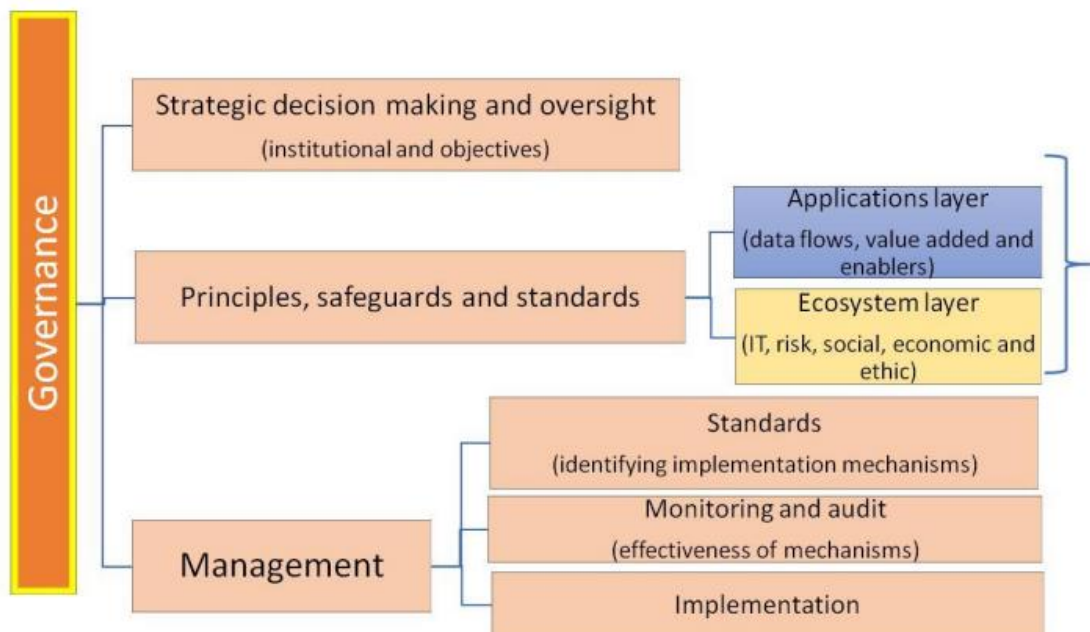 Governance
Strategic decision making and oversight
(institutional and objectives)
Principles, safeguards and standards
Applications layer
(data flows, value added and
enablers)
Ecosystem layer
(IT, risk, social, economic and
ethic)
Management
Standards
(identifying implementation mechanisms)
Monitoring and audit
(effectiveness of mechanisms)
Implementation